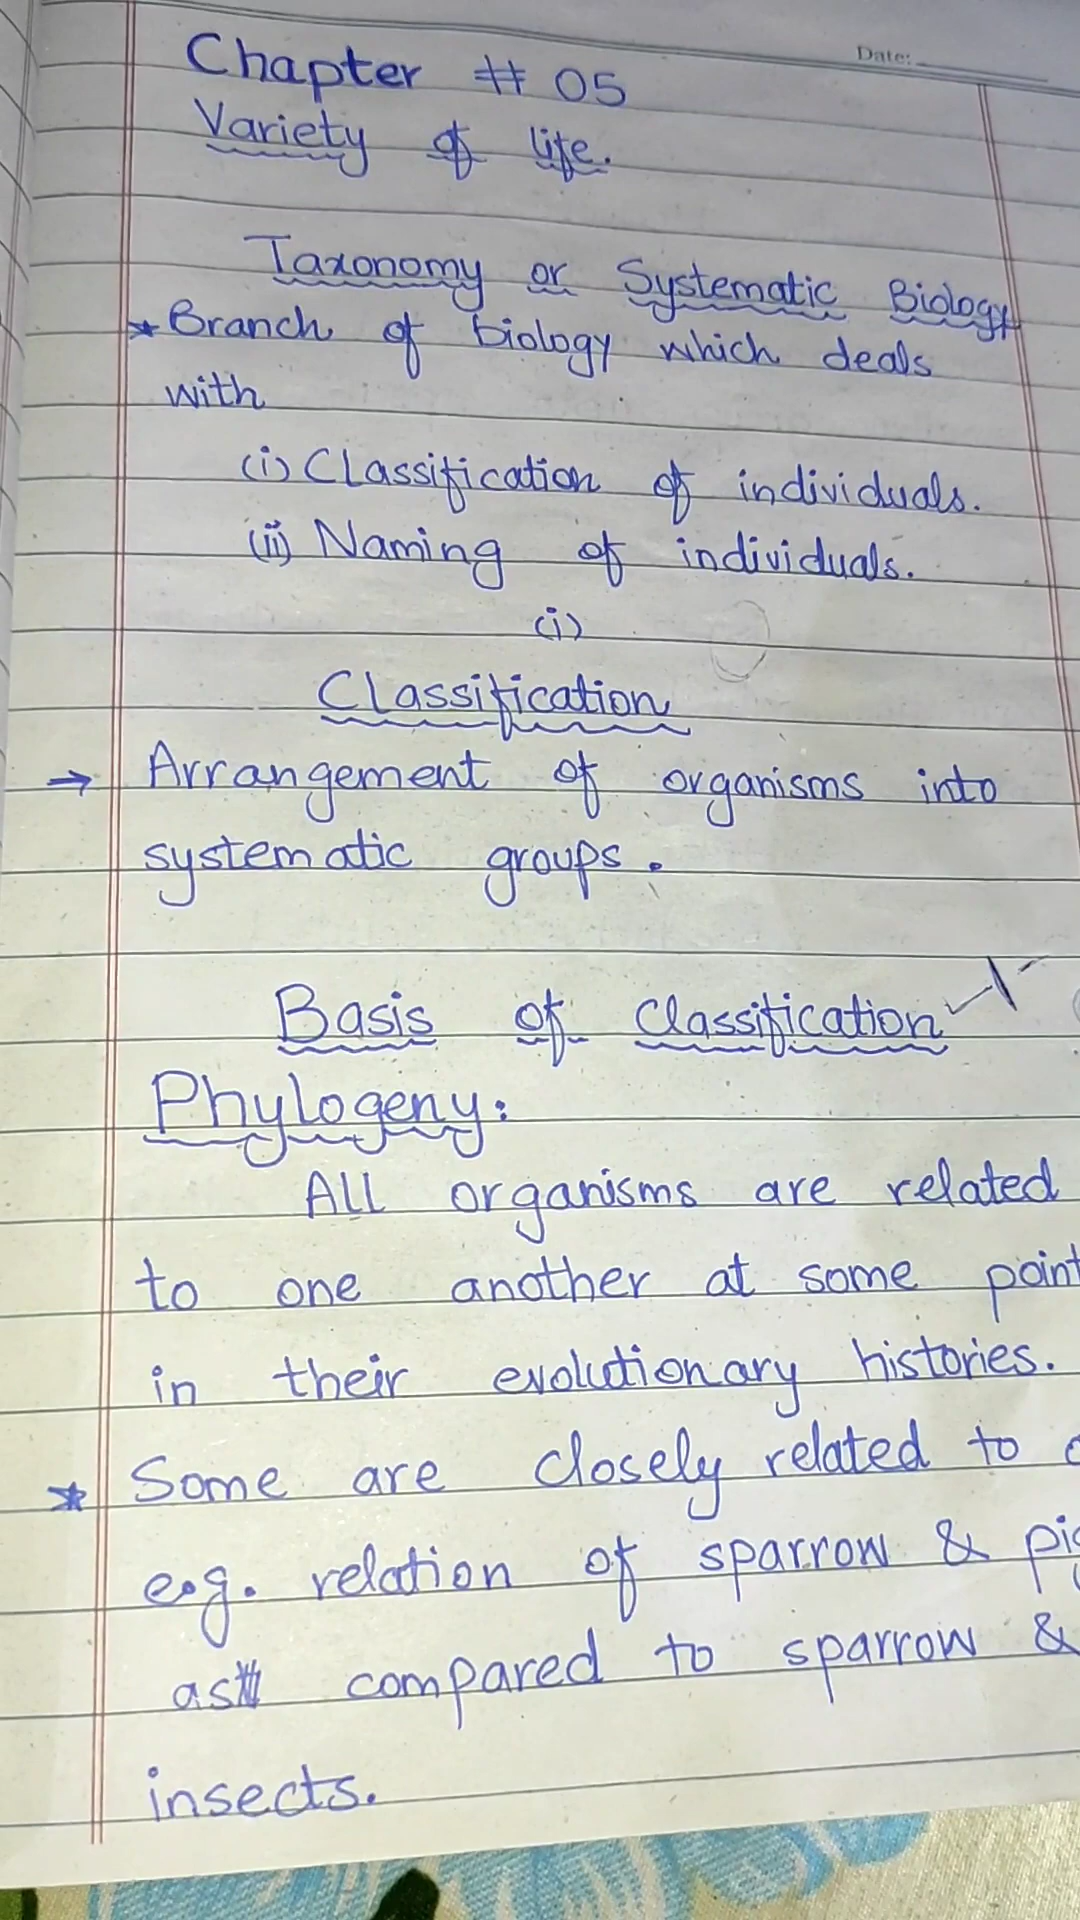 Date:
Chapter # 05
Variety of life.
Taxonomy or Systematic Biology
* Branch of biology which deals
with
(i) Classification of individuals.
(ii) Naming of individuals.
(i)
Classification
→ Arrangement of organisms into
systematic groups.
Basis of Classification
Phylogeny:
All organisms are related
to one another at some point
in their evolutionary histories.
* Some are closely related to
e.g. relation of sparrow &
as compared to sparrow &
insects.